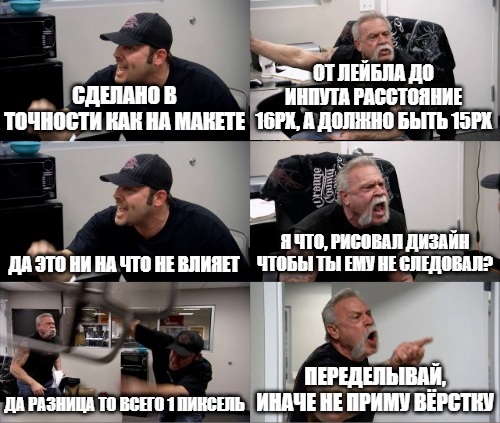 СДЕЛАНО В
ТОЧНОСТИ КАК НА МАКЕТЕ
ОТ ЛЕЙБЛА ДО
ИНПУТА РАССТОЯНИЕ
16PX, А ДОЛЖНО БЫТЬ 15PX
ДА ЭТО НИ НА ЧТО НЕ ВЛИЯЕТ
Orange
County
Я ЧТО, РИСОВАЛ ДИЗАЙН
ЧТОБЫ ТЫ ЕМУ НЕ СЛЕДОВАЛ?
ДА РАЗНИЦА ТО ВСЕГО 1 ПИКСЕЛЬ
ПЕРЕДЕЛЫВАЙ,
ИНАЧЕ НЕ ПРИМУ ВЁРСТКУ